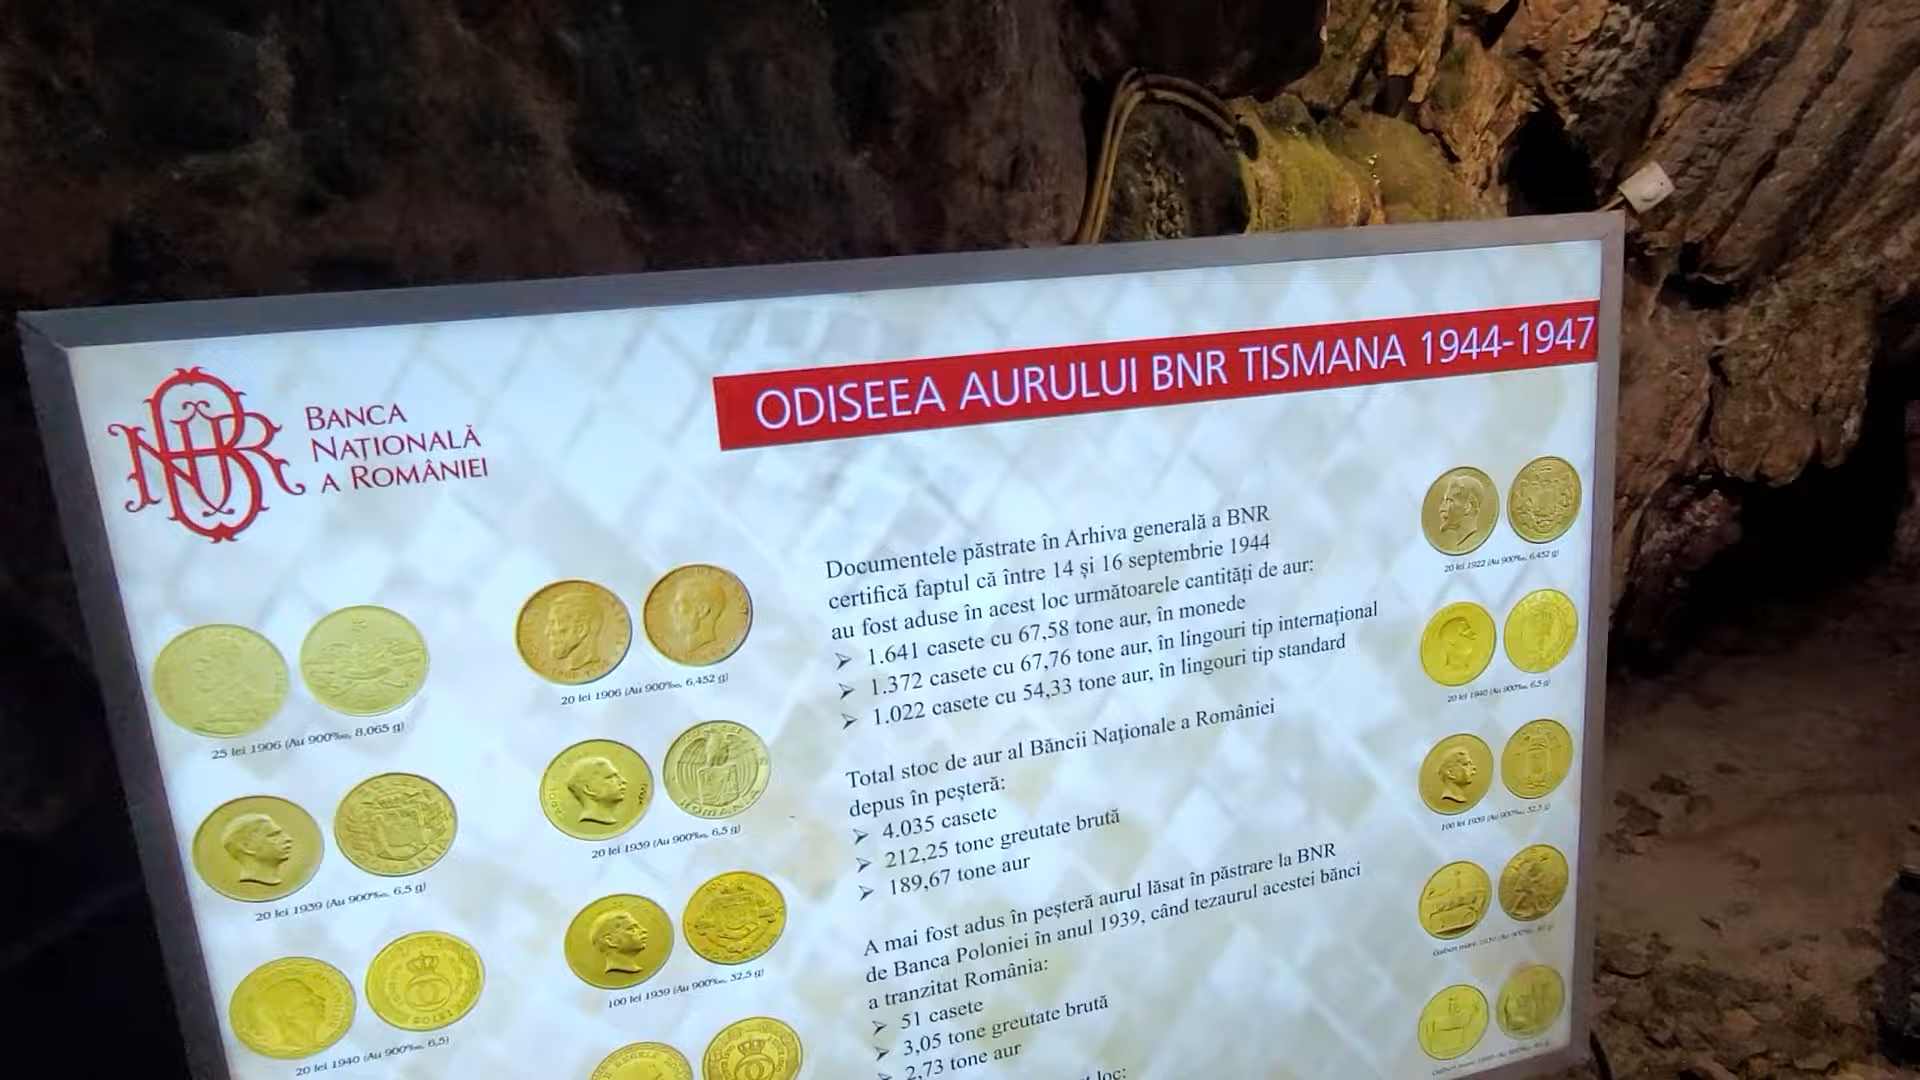 BANCA
NAȚIONALĂ
A ROMÂNIEI
ODISEEA AURULUI BNR TISMANA 1944-1947
25 lei 1906 (Au 900‰, 8,065 g)
20 lei 1939 (Au 900‰, 6,5 g)
20 lei 1940 (Au 900‰, 6,5)
20 lei 1906 (Au 900‰, 6,452 g)
20 lei 1939 (Au 900‰, 6,5 g)
100 lei 1939 (Au 900‰, 32,5 g)
Documentele păstrate în Arhiva generală a BNR
certifică faptul că între 14 și 16 septembrie 1944
au fost aduse în acest loc următoarele cantități de aur:
➢ 1.641 casete cu 67,58 tone aur, în monede
➢ 1.372 casete cu 67,76 tone aur, în lingouri tip internațional
➢ 1.022 casete cu 54,33 tone aur, în lingouri tip standard
Total stoc de aur al Băncii Naționale a României
depus în peșteră:
➢ 4.035 casete
➢ 212,25 tone greutate brută
➢ 189,67 tone aur
A mai fost adus în peșteră aurul lăsat în păstrare la BNR
de Banca Poloniei în anul 1939, când tezaurul acestei bănci
a tranzitat România:
➢ 51 casete
➢ 3,05 tone greutate brută
➢ 2,73 tone aur
loc:
20 lei 1922 (Au 900‰, 6,452 g)
20 lei 1940 (Au 900‰, 6,5 g)
100 lei 1939 (Au 900‰, 32,5 g)